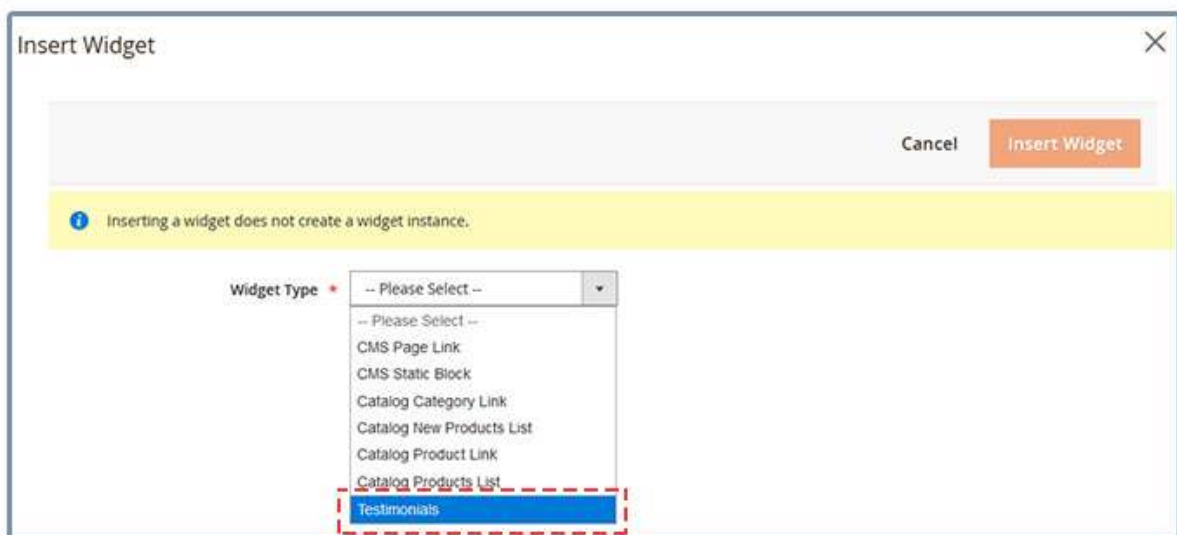 Insert Widget
Cancel
Insert Widget
Inserting a widget does not create a widget instance.
Widget Type *
-- Please Select --
-- Please Select --
CMS Page Link
CMS Static Block
Catalog Category Link
Catalog New Products List
Catalog Product Link
Catalog Products List
Testimonials